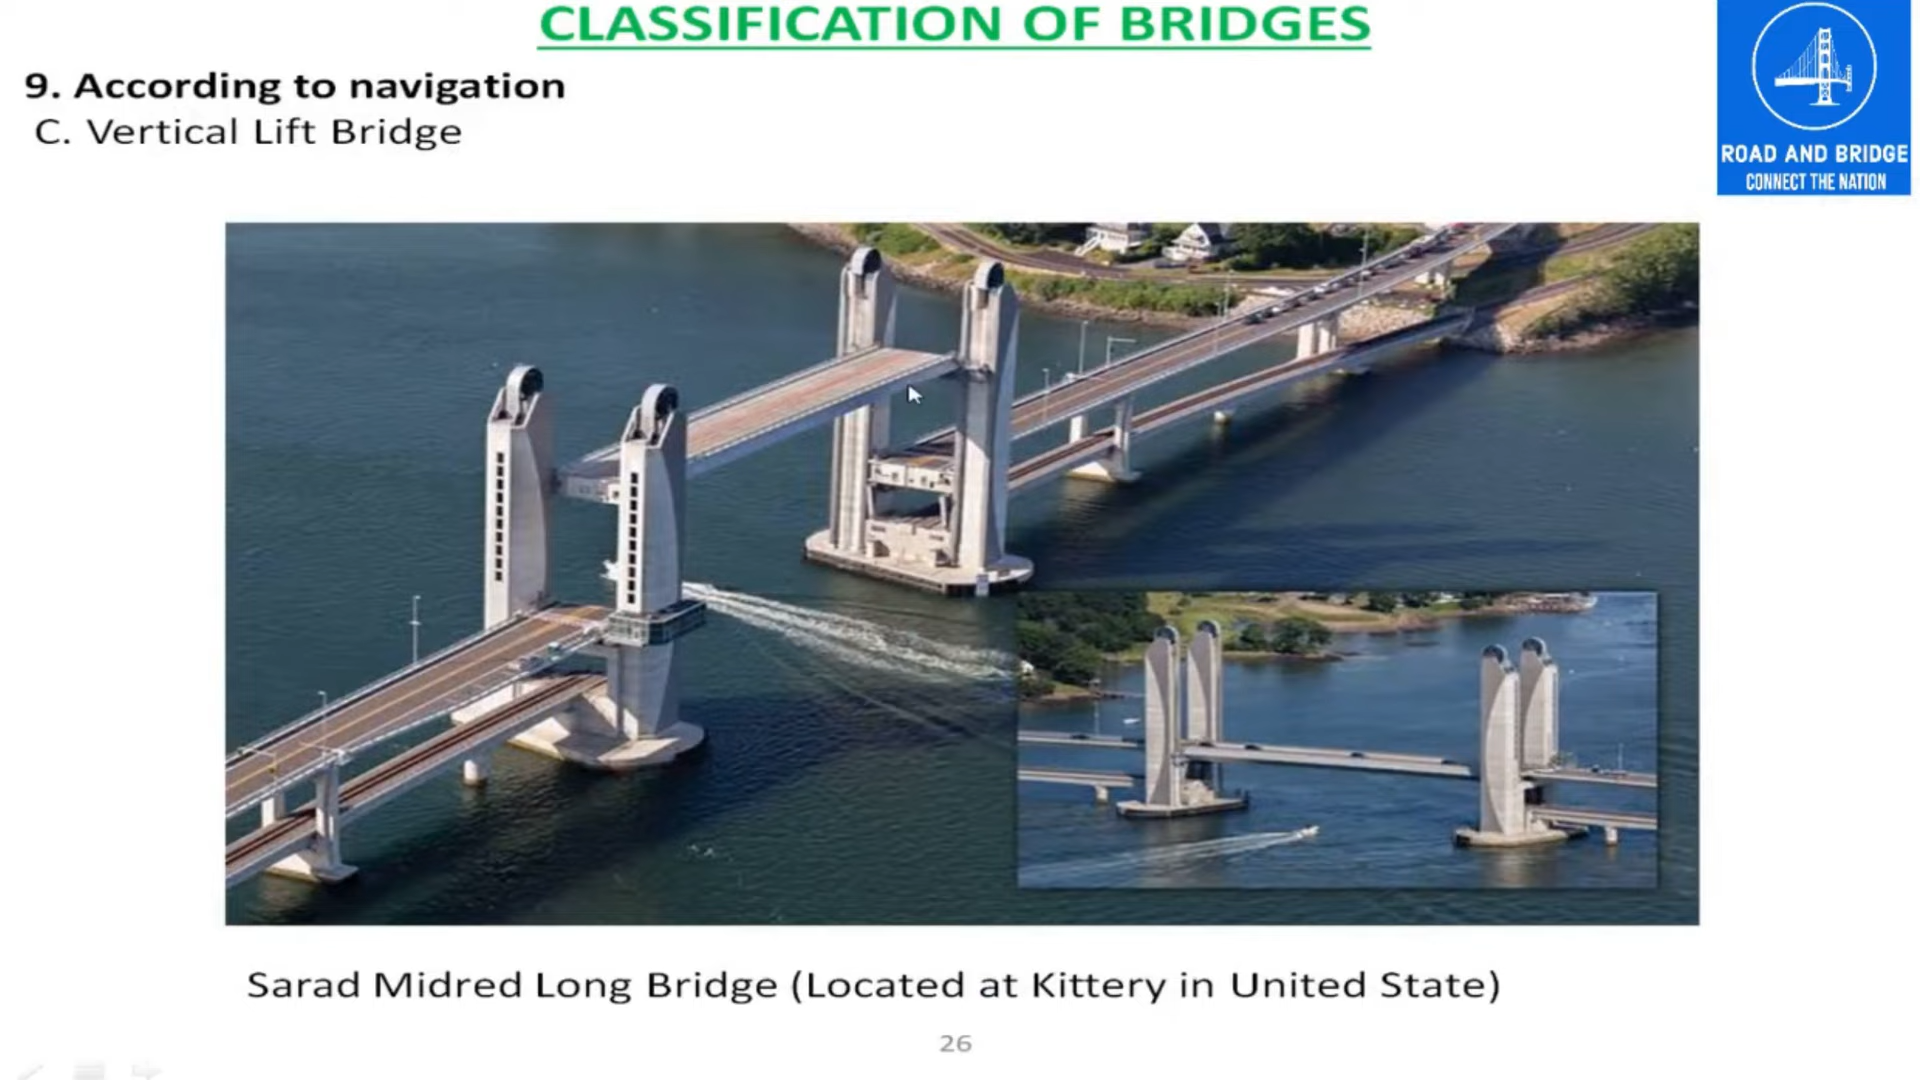 CLASSIFICATION OF BRIDGES
9. According to navigation
C. Vertical Lift Bridge
ROAD AND BRIDGE
CONNECT THE NATION
Sarad Midred Long Bridge (Located at Kittery in United State)
26